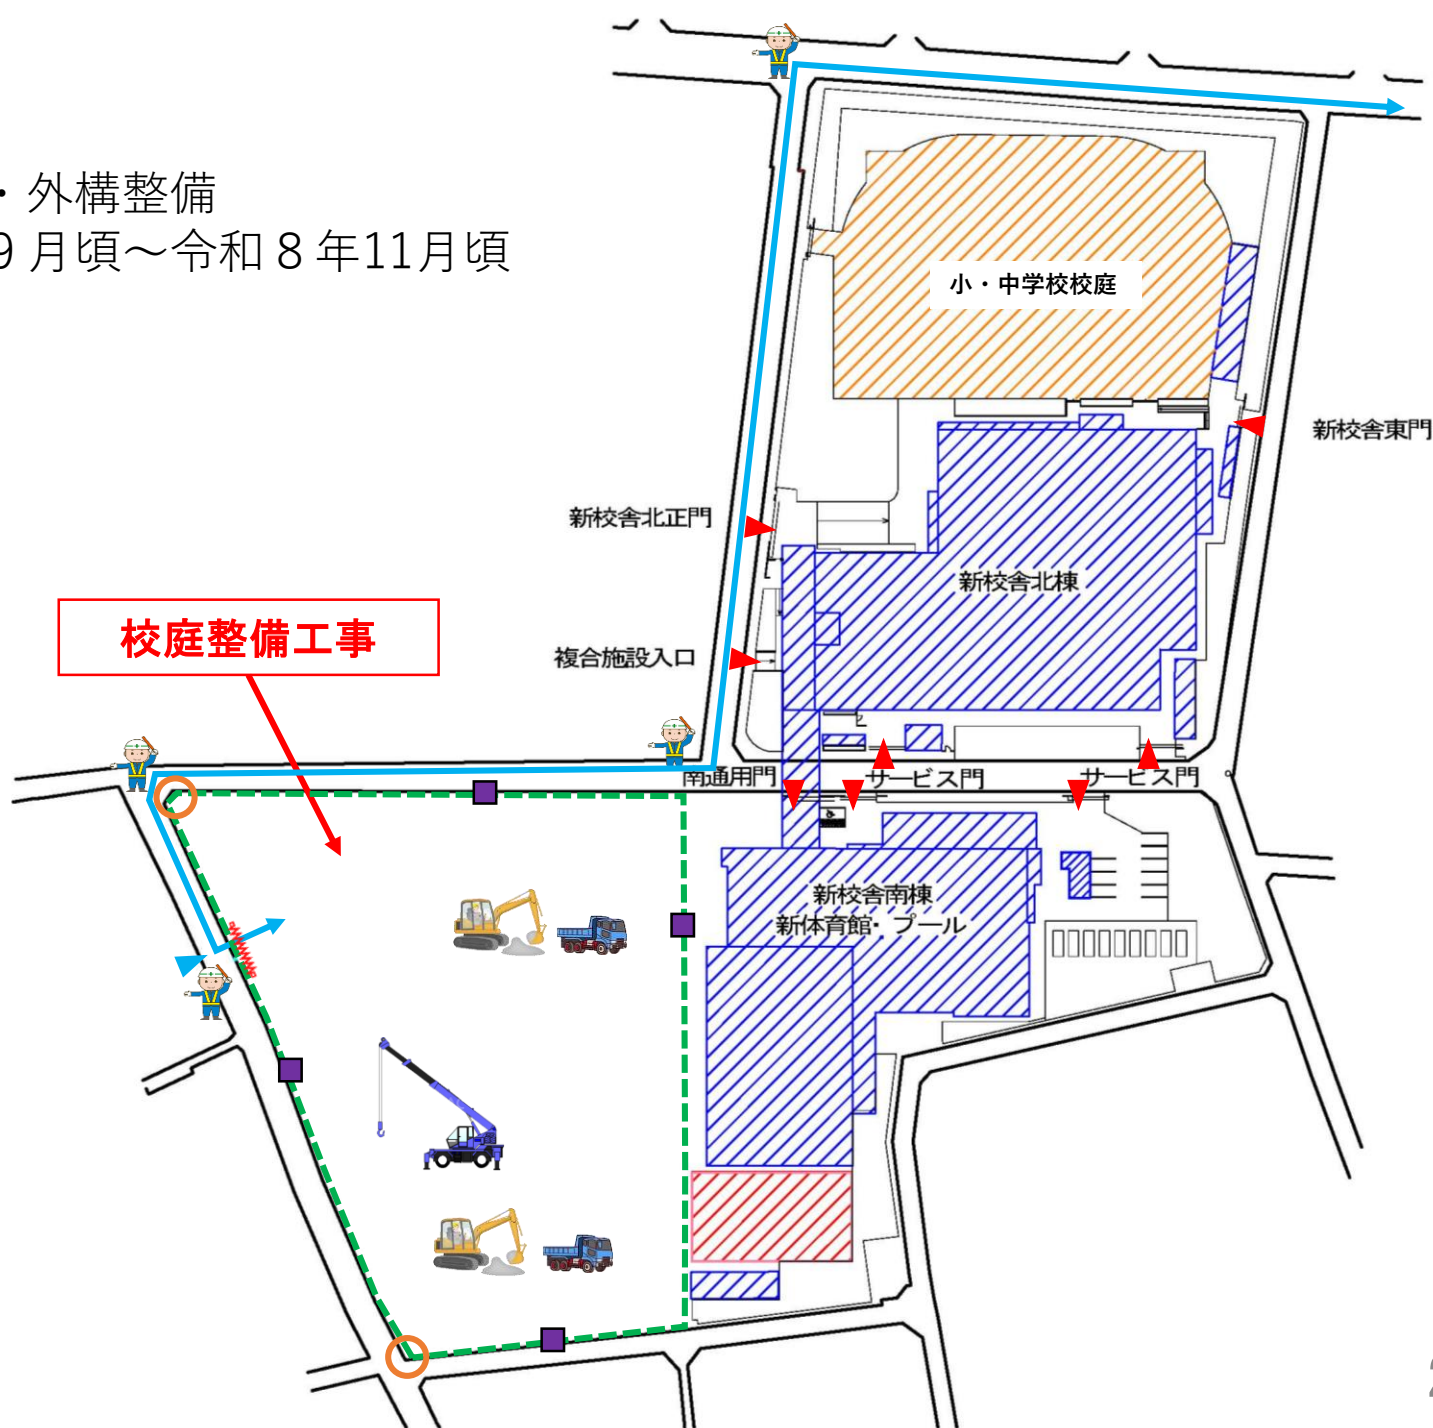 ・外構整備
9月頃～令和8年11月頃
小・中学校校庭
新校舎東門
新校舎北正門
新校舎北棟
校庭整備工事
複合施設入口
南通用門
サービス門
サービス門
新校舎南棟
新体育館・プール